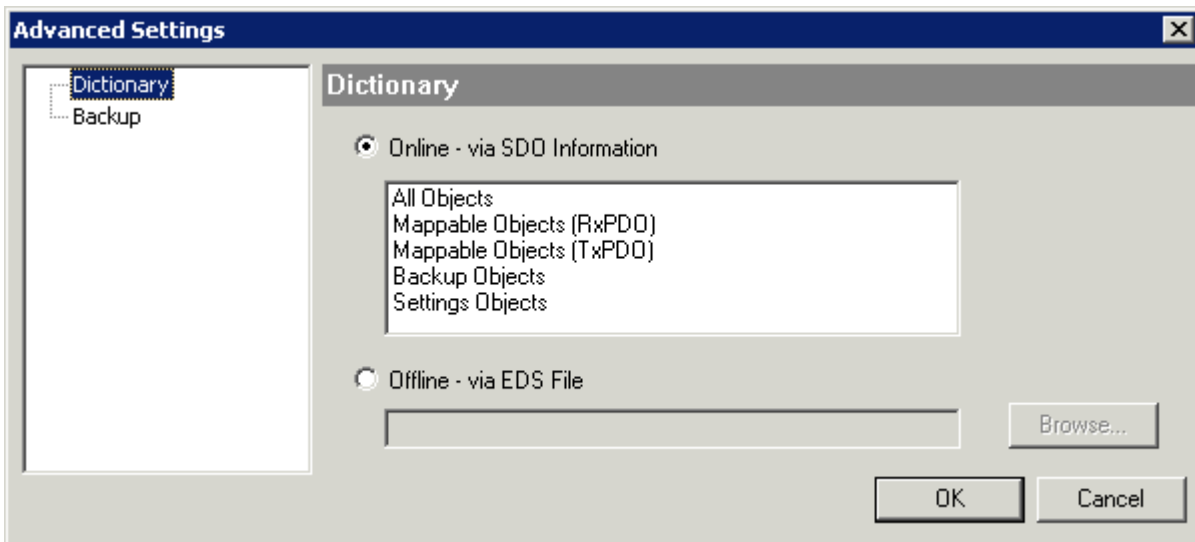 Advanced Settings
Dictionary
Backup
Dictionary
Online - via SDO Information
All Objects
Mappable Objects (RxPDO)
Mappable Objects (TxPDO)
Backup Objects
Settings Objects
Offline - via EDS File
Browse...
OK
Cancel